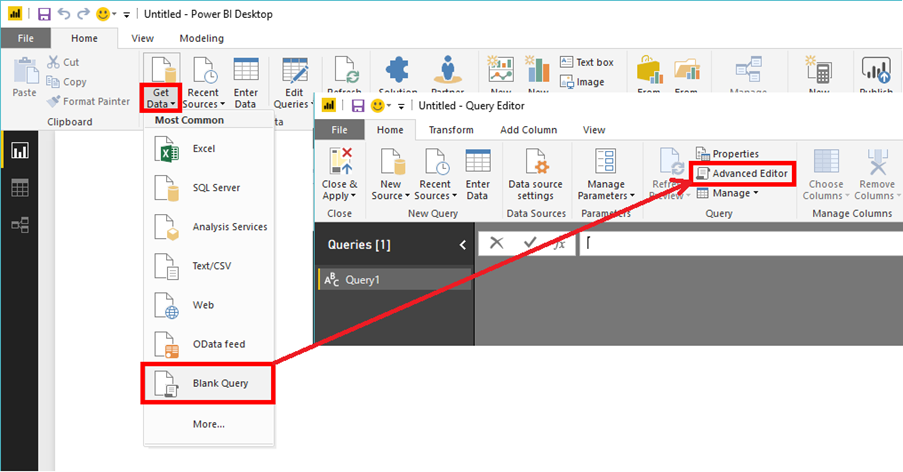 Untitled - Power BI Desktop
File Home View Modeling
Paste
Cut
Copy
Format Painter
Clipboard
Get Data
Recent Sources
Enter Data
Edit Queries
Refresh
Solution
Partner
New
New
Text box
Image
From
From
Manage
New
Publish
Most Common
Excel
SQL Server
Analysis Services
Text/CSV
Web
OData feed
Blank Query
More...
Untitled - Query Editor
File Home Transform Add Column View
Close &
Apply
Close
New
Source
Recent
Sources
Enter
Data
New Query
Data source
settings
Data Sources
Manage
Parameters
Parameters
Refresh
Preview
Properties
Advanced Editor
Manage
Query
Choose
Columns
Remove
Columns
Manage Columns
Queries [1]
fx
ABC Query1